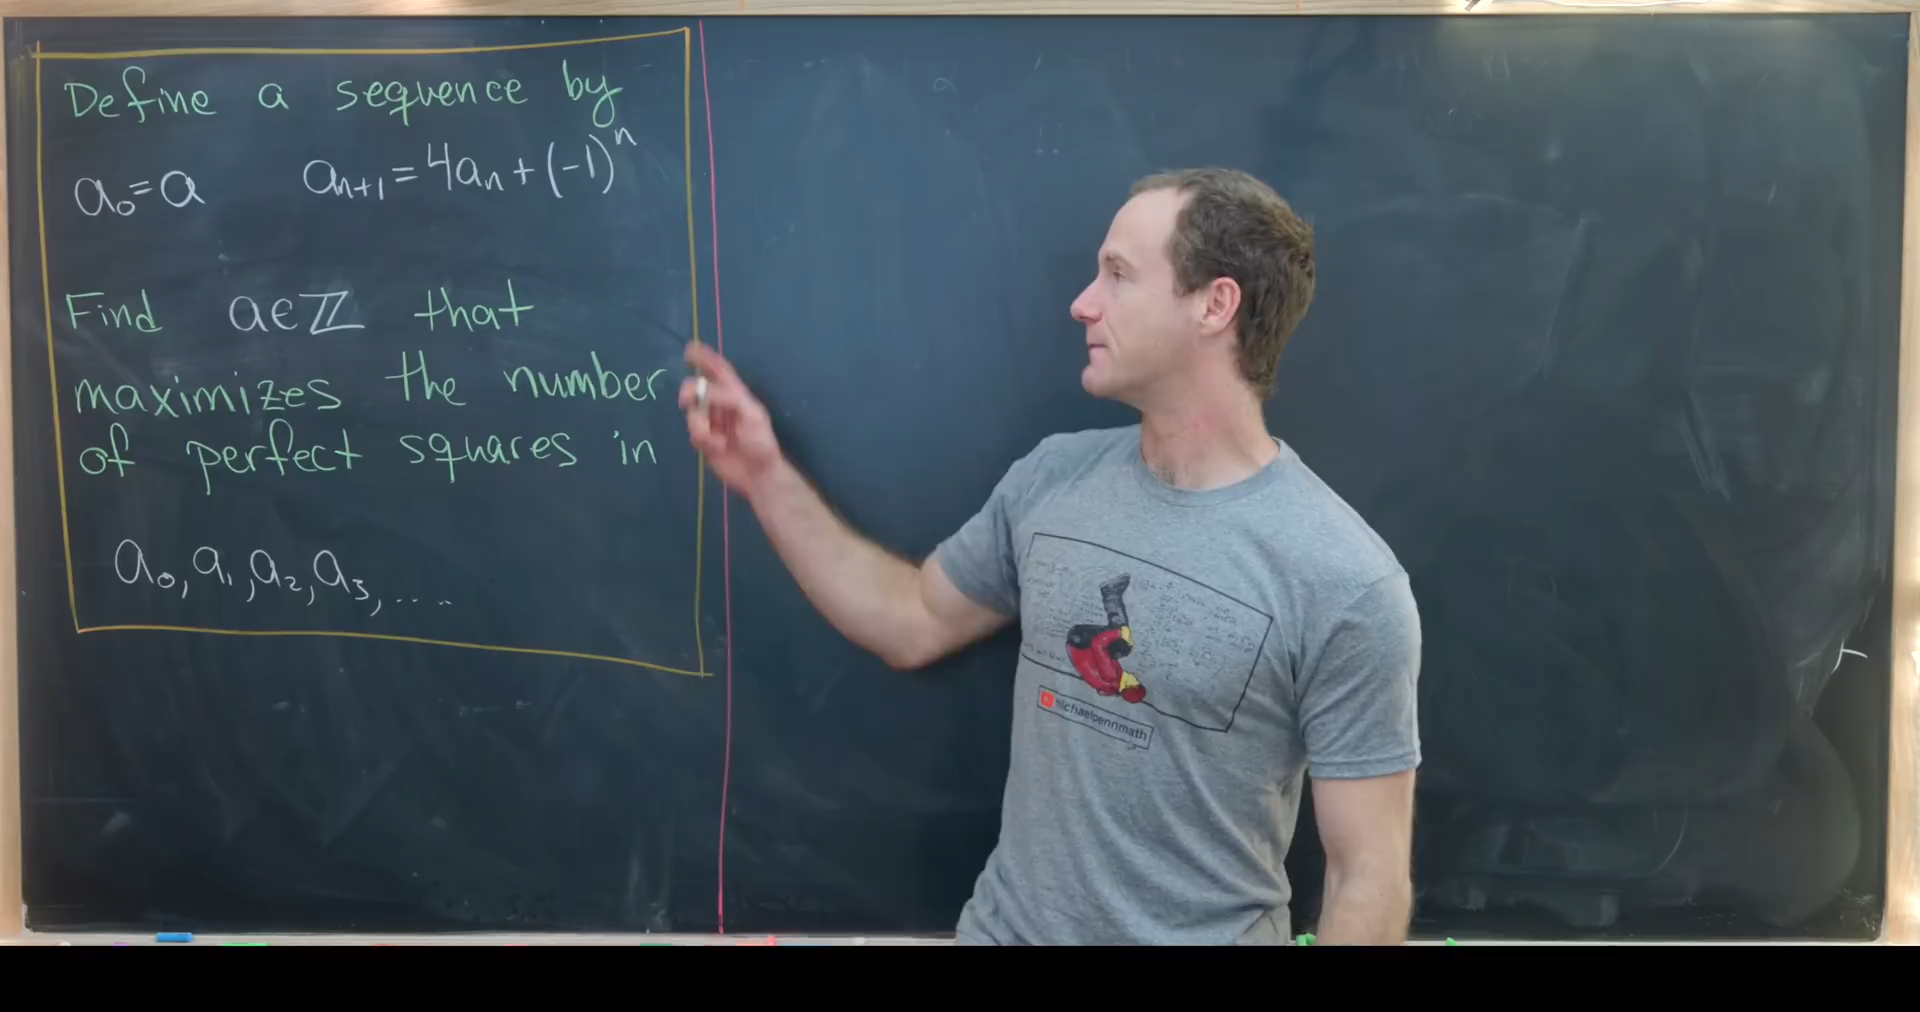 Define a sequence by
a₀=a aₙ₊₁=4aₙ+(-1)ⁿ
Find a∈ℤ that
maximizes the number
of perfect squares in
a₀, a₁, a₂, a₃, ....
michaelpennmath